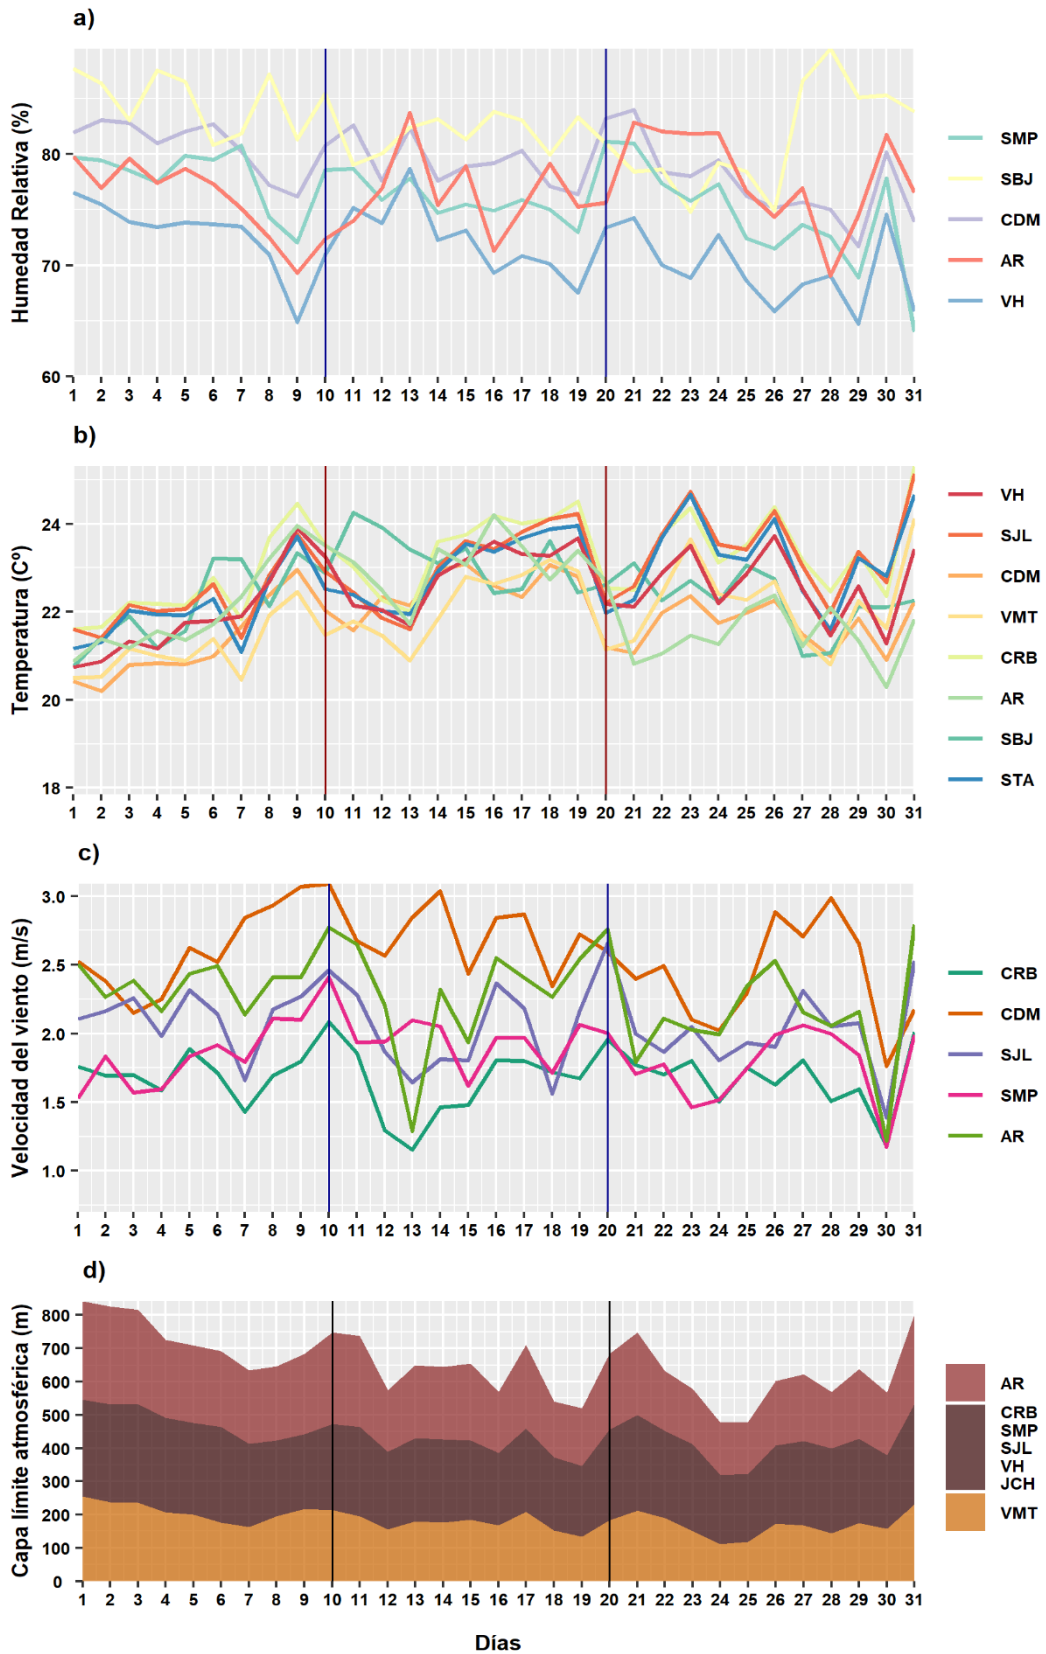 a)
Humedad Relativa (%)
80
70
60
1 2 3 4 5 6 7 8 9 10 11 12 13 14 15 16 17 18 19 20 21 22 23 24 25 26 27 28 29 30 31
SMP
SBJ
CDM
AR
VH
b)
Temperatura (Cº)
24
22
20
18
1 2 3 4 5 6 7 8 9 10 11 12 13 14 15 16 17 18 19 20 21 22 23 24 25 26 27 28 29 30 31
VH
SJL
CDM
VMT
CRB
AR
SBJ
STA
c)
Velocidad del viento (m/s)
3.0
2.5
2.0
1.5
1.0
1 2 3 4 5 6 7 8 9 10 11 12 13 14 15 16 17 18 19 20 21 22 23 24 25 26 27 28 29 30 31
CRB
CDM
SJL
SMP
AR
d)
Capa límite atmosférica (m)
800
700
600
500
400
300
200
100
0
1 2 3 4 5 6 7 8 9 10 11 12 13 14 15 16 17 18 19 20 21 22 23 24 25 26 27 28 29 30 31
AR
CRB
SMP
SJL
VH
JCH
VMT
Días